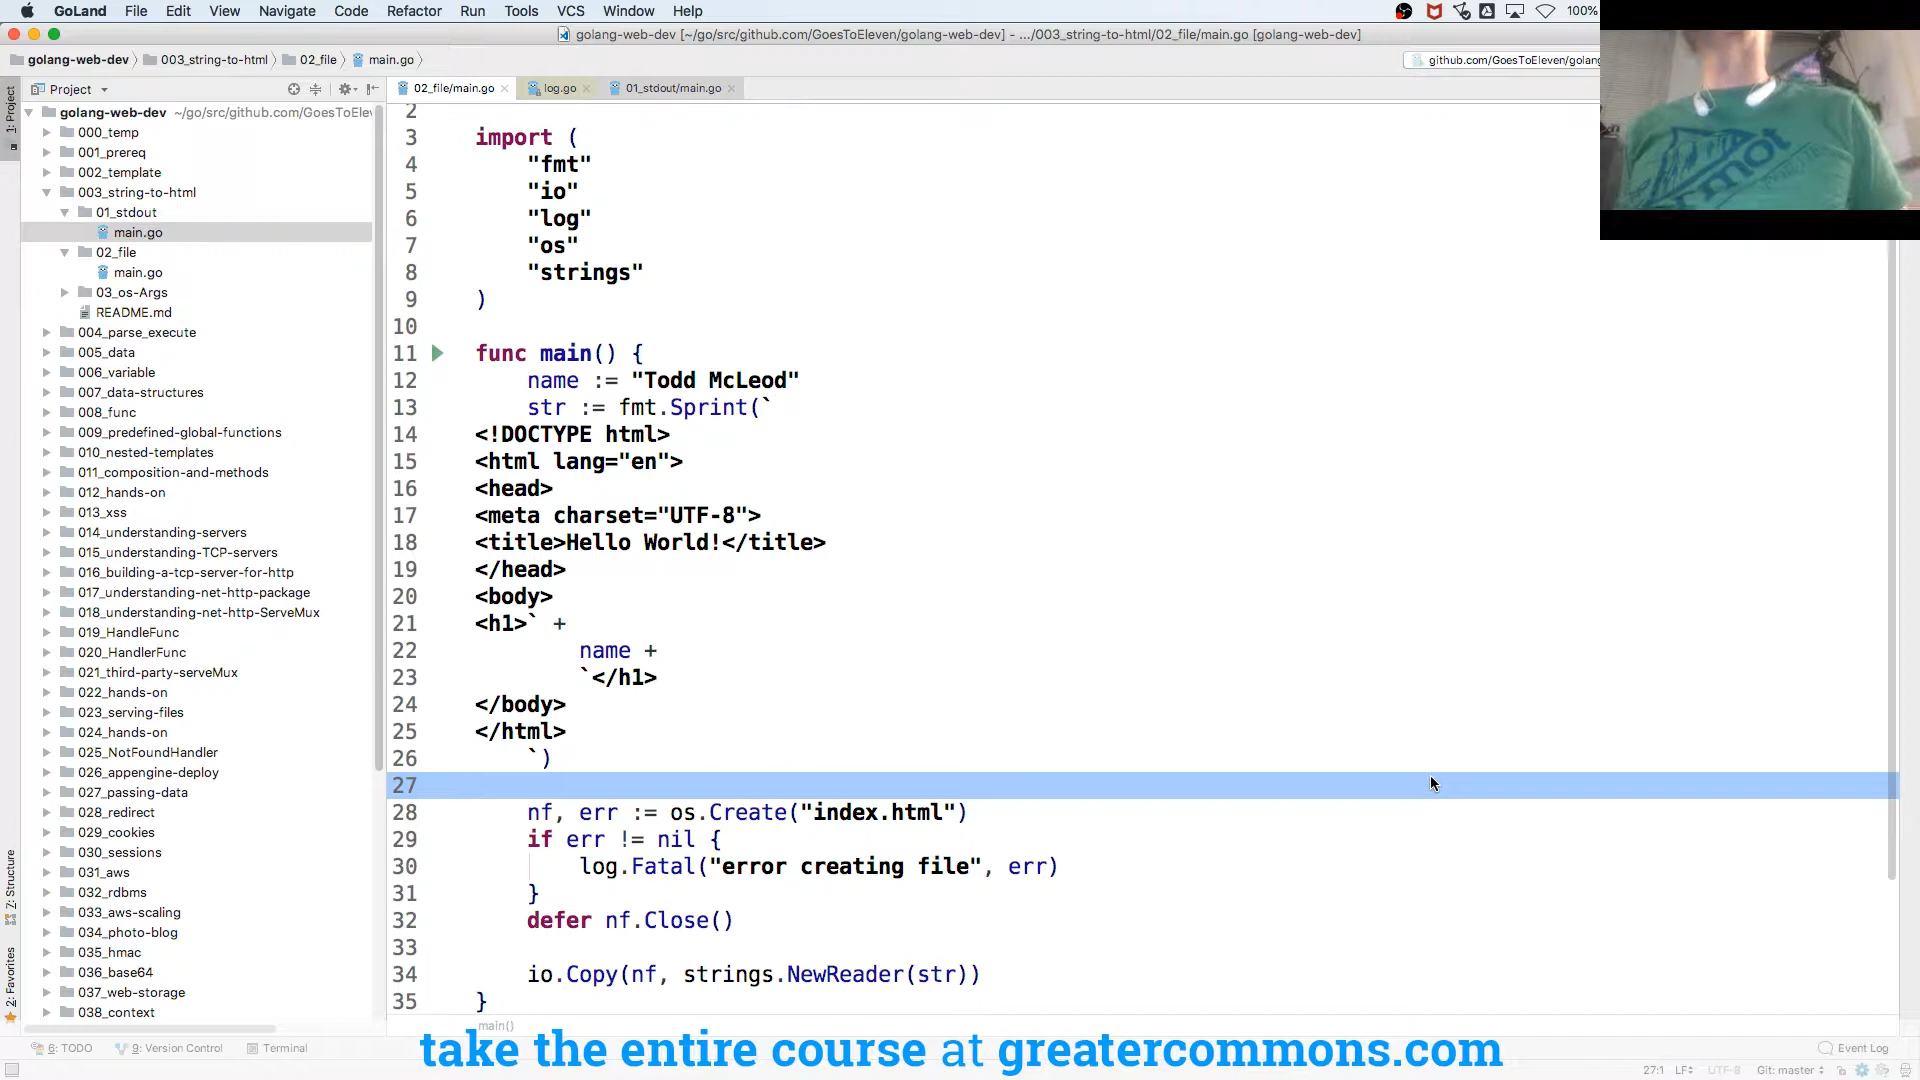 GoLand File Edit View Navigate Code Refactor Run Tools VCS Window Help 100%
golang-web-dev [~/go/src/github.com/GoesToEleven/golang-web-dev] - .../003_string-to-html/02_file/main.go [golang-web-dev]
golang-web-dev 003_string-to-html 02_file main.go github.com/GoesToEleven/golang
Project 02_file/main.go log.go 01_stdout/main.go
1: Project
golang-web-dev ~/go/src/github.com/GoesToEle
000_temp
001_prereq
002_template
003_string-to-html
01_stdout
main.go
02_file
main.go
03_os-Args
README.md
004_parse_execute
005_data
006_variable
007_data-structures
008_func
009_predefined-global-functions
010_nested-templates
011_composition-and-methods
012_hands-on
013_xss
014_understanding-servers
015_understanding-TCP-servers
016_building-a-tcp-server-for-http
017_understanding-net-http-package
018_understanding-net-http-ServeMux
019_HandleFunc
020_HandlerFunc
021_third-party-serveMux
022_hands-on
023_serving-files
024_hands-on
025_NotFoundHandler
026_appengine-deploy
027_passing-data
028_redirect
029_cookies
030_sessions
031_aws
032_rdbms
033_aws-scaling
034_photo-blog
035_hmac
036_base64
037_web-storage
038_context
Z: Structure
2: Favorites
2
3 import (
4 "fmt"
5 "io"
6 "log"
7 "os"
8 "strings"
9 )
10
11 func main() {
12 name := "Todd McLeod"
13 str := fmt.Sprint(`
14 <!DOCTYPE html>
15 <html lang="en">
16 <head>
17 <meta charset="UTF-8">
18 <title>Hello World!</title>
19 </head>
20 <body>
21 <h1>` +
22 name +
23 `</h1>
24 </body>
25 </html>
26 `)
27
28 nf, err := os.Create("index.html")
29 if err != nil {
30 log.Fatal("error creating file", err)
31 }
32 defer nf.Close()
33
34 io.Copy(nf, strings.NewReader(str))
35 }
main()
take the entire course at greatercommons.com
6: TODO 9: Version Control Terminal Event Log
27:1 LF UTF-8 Git: master